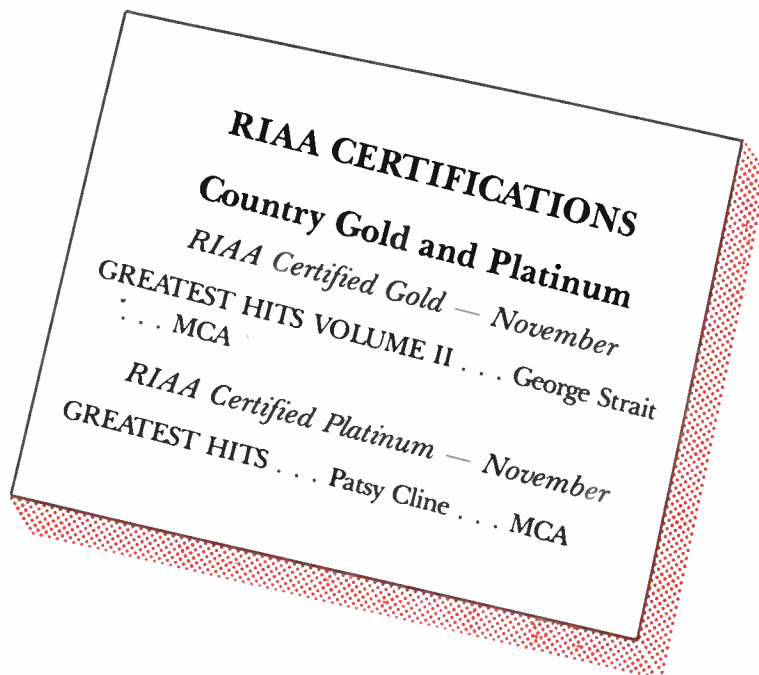 RIAA CERTIFICATIONS
Country Gold and Platinum
RIAA Certified Gold — November
GREATEST HITS VOLUME II . . . George Strait
. . . MCA
RIAA Certified Platinum — November
GREATEST HITS . . . Patsy Cline . . . MCA